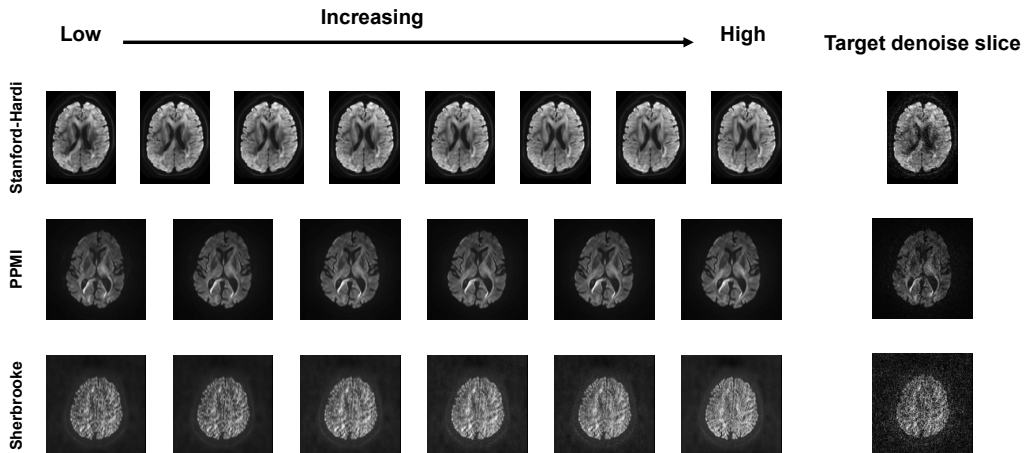 Increasing
Low
High
Target denoise slice
Stanford-Hardi
PPMI
Sherbrooke